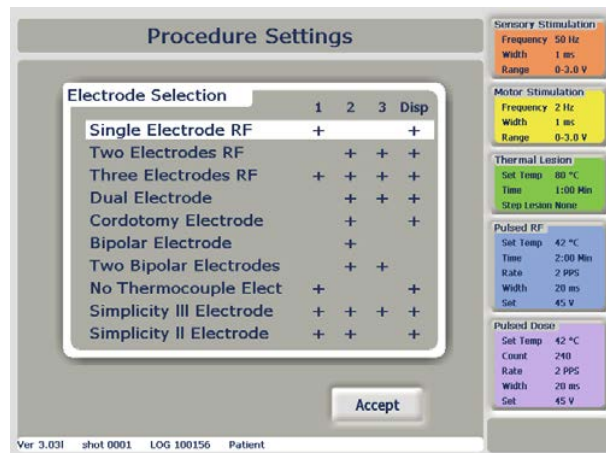 Procedure Settings
Electrode Selection 1 2 3 Disp
Single Electrode RF + +
Two Electrodes RF + + +
Three Electrodes RF + + + +
Dual Electrode + + +
Cordotomy Electrode + +
Bipolar Electrode +
Two Bipolar Electrodes + +
No Thermocouple Elect + +
Simplicity III Electrode + + + +
Simplicity II Electrode + + +
Accept
Ver 3.03l shot 0001 LOG 100156 Patient
Sensory Stimulation
Frequency 50 Hz
Width 1 ms
Range 0-3.0 V
Motor Stimulation
Frequency 2 Hz
Width 1 ms
Range 0-3.0 V
Thermal Lesion
Set Temp 80 °C
Time 1:00 Min
Step Lesion None
Pulsed RF
Set Temp 42 °C
Time 2:00 Min
Rate 2 PPS
Width 20 ms
Set 45 V
Pulsed Dose
Set Temp 42 °C
Count 240
Rate 2 PPS
Width 20 ms
Set 45 V